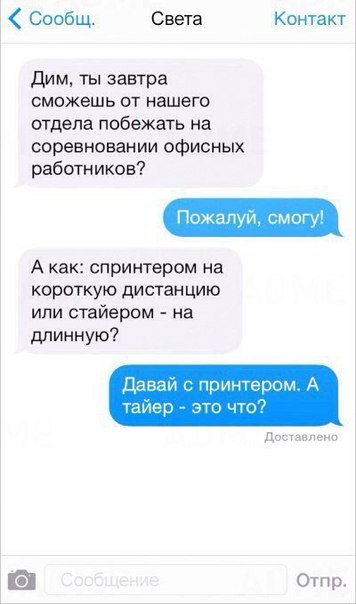 Сообщ. Света Контакт
Дим, ты завтра
сможешь от нашего
отдела побежать на
соревновании офисных
работников?
Пожалуй, смогу!
А как: спринтером на
короткую дистанцию
или стайером - на
длинную?
Давай с принтером. А
тайер - это что?
Доставлено
Сообщение Отпр.